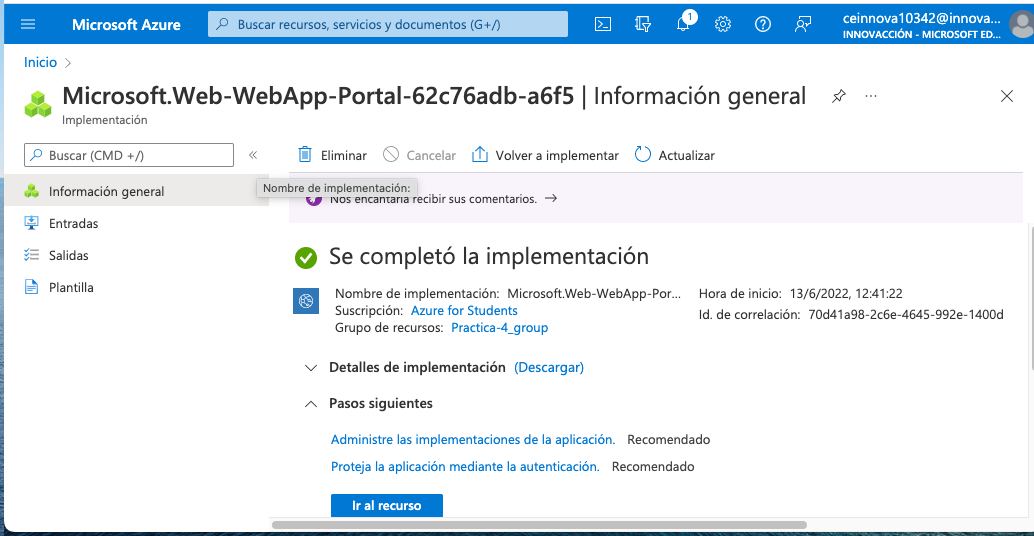 Microsoft Azure
Buscar recursos, servicios y documentos (G+/)
1
ceinnova10342@innova...
INNOVACCIÓN - MICROSOFT ED...
Inicio >
Microsoft.Web-WebApp-Portal-62c76adb-a6f5 | Información general
...
Implementación
Buscar (CMD +/)
«
Eliminar Cancelar Volver a implementar Actualizar
Información general
Entradas
Salidas
Plantilla
Nombre de implementación:
Nos encantaría recibir sus comentarios. →
Se completó la implementación
Nombre de implementación: Microsoft.Web-WebApp-Por...
Suscripción: Azure for Students
Grupo de recursos: Practica-4_group
Hora de inicio: 13/6/2022, 12:41:22
Id. de correlación: 70d41a98-2c6e-4645-992e-1400d
Detalles de implementación (Descargar)
Pasos siguientes
Administre las implementaciones de la aplicación. Recomendado
Proteja la aplicación mediante la autenticación. Recomendado
Ir al recurso